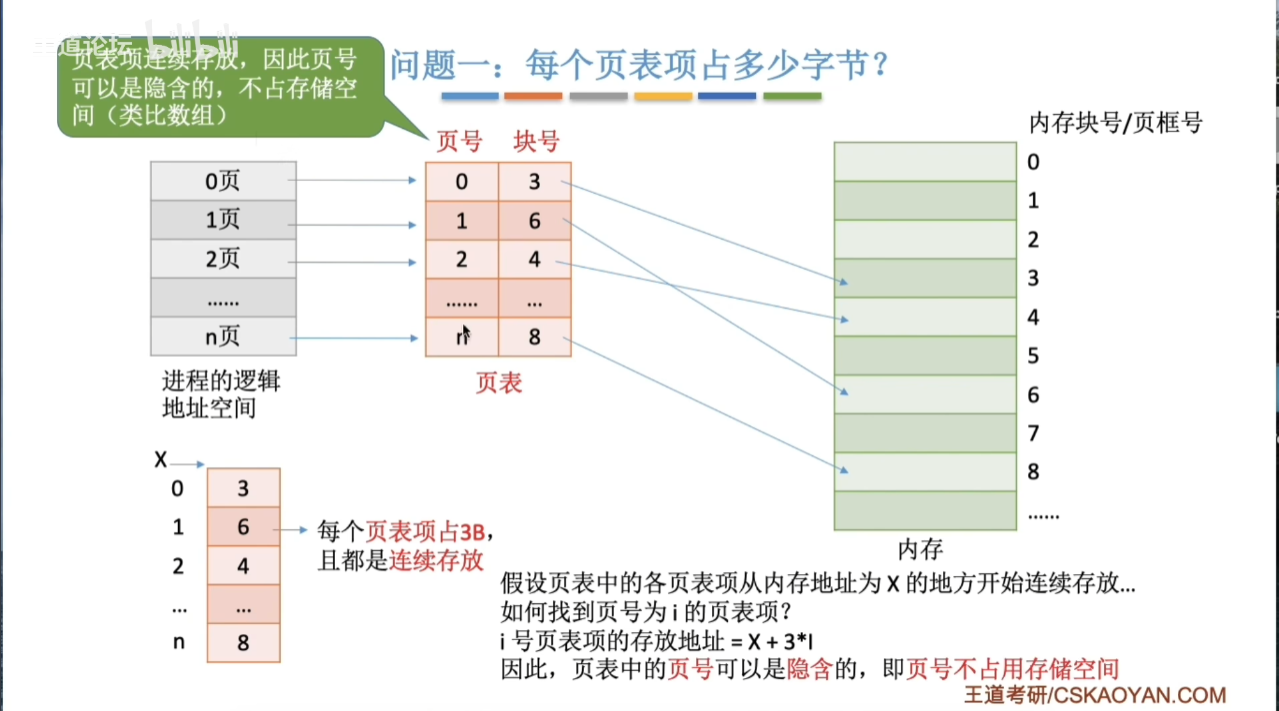 王道论坛 bilibili
页表项连续存放，因此页号
可以是隐含的，不占存储空
间（类比数组）
问题一：每个页表项占多少字节？
页号 块号
内存块号/页框号
0页
1页
2页
……
n页
进程的逻辑
地址空间
0 3
1 6
2 4
…… …
n 8
页表
0
1
2
3
4
5
6
7
8
……
内存
X
0 3
1 6
2 4
… …
n 8
每个页表项占3B，
且都是连续存放
假设页表中的各页表项从内存地址为 X 的地方开始连续存放…
如何找到页号为 i 的页表项？
i 号页表项的存放地址 = X + 3*I
因此，页表中的页号可以是隐含的，即页号不占用存储空间
王道考研/CSKAOYAN.COM